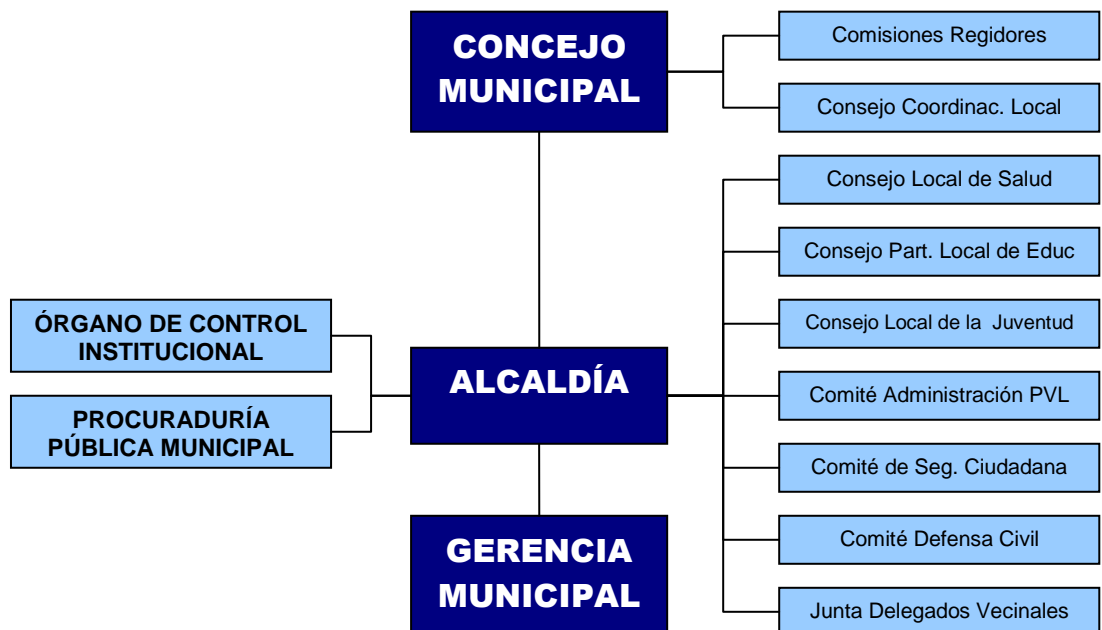 CONCEJO
MUNICIPAL
Comisiones Regidores
Consejo Coordinac. Local
Consejo Local de Salud
Consejo Part. Local de Educ
Consejo Local de la  Juventud
Comité Administración PVL
Comité de Seg. Ciudadana
Comité Defensa Civil
Junta Delegados Vecinales
ÓRGANO DE CONTROL
INSTITUCIONAL
PROCURADURÍA
PÚBLICA MUNICIPAL
ALCALDÍA
GERENCIA
MUNICIPAL